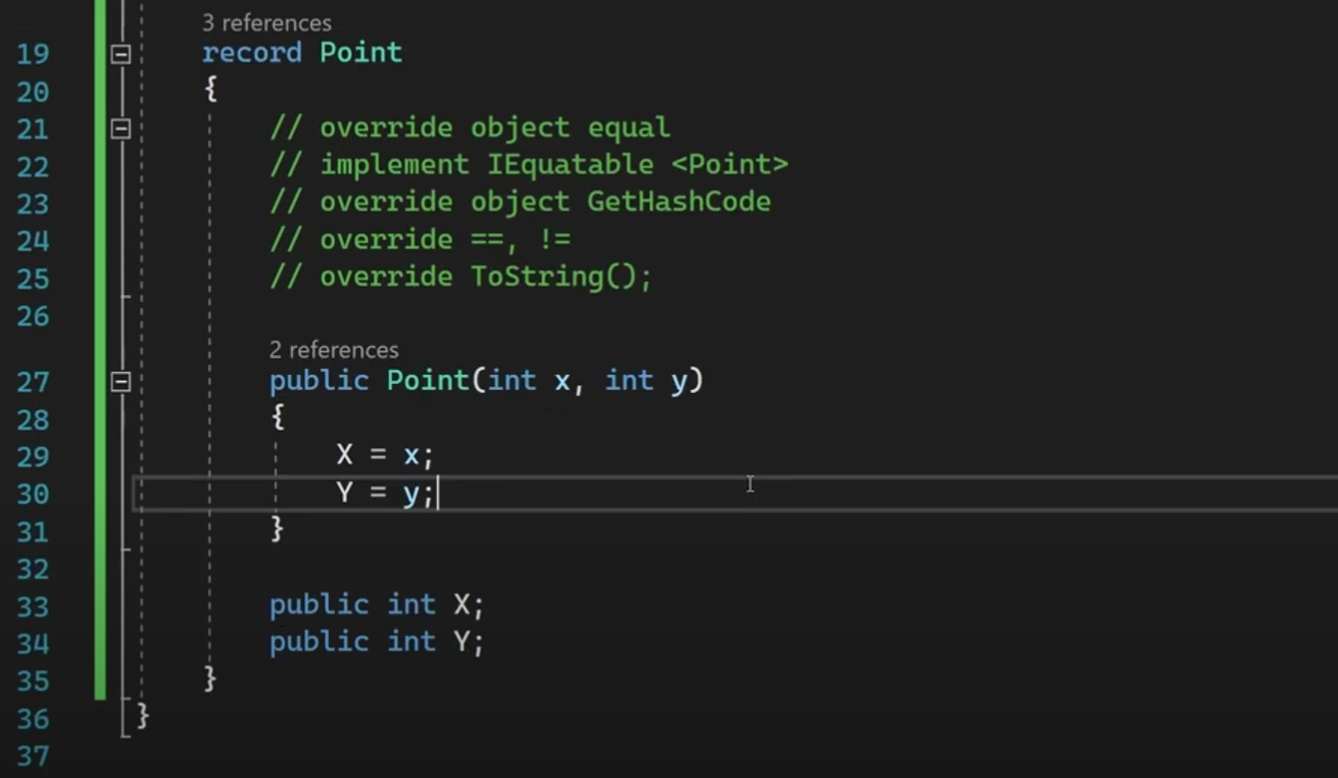 3 references
19 record Point
20 {
21 // override object equal
22 // implement IEquatable <Point>
23 // override object GetHashCode
24 // override ==, !=
25 // override ToString();
26
2 references
27 public Point(int x, int y)
28 {
29 X = x;
30 Y = y;
31 }
32
33 public int X;
34 public int Y;
35 }
36 }
37